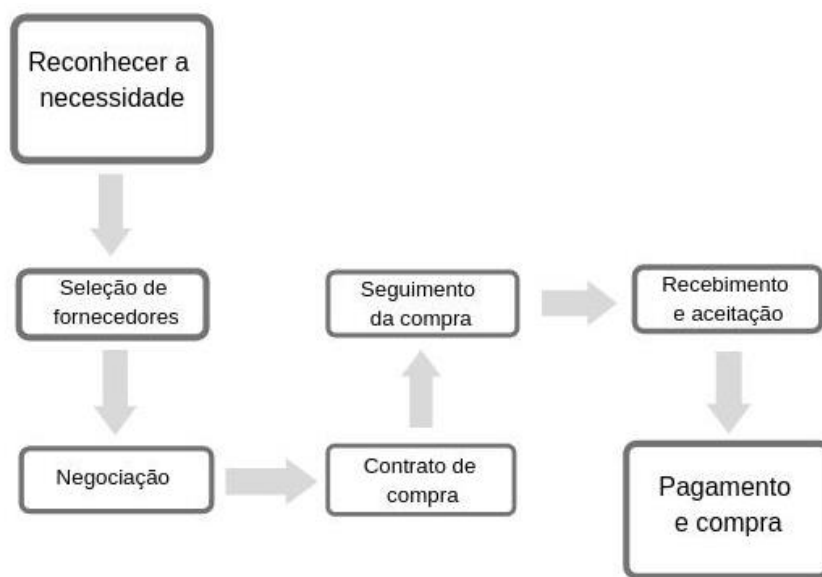 Reconhecer a
necessidade
Seleção de
fornecedores
Negociação
Contrato de
compra
Seguimento
da compra
Recebimento
e aceitação
Pagamento
e compra